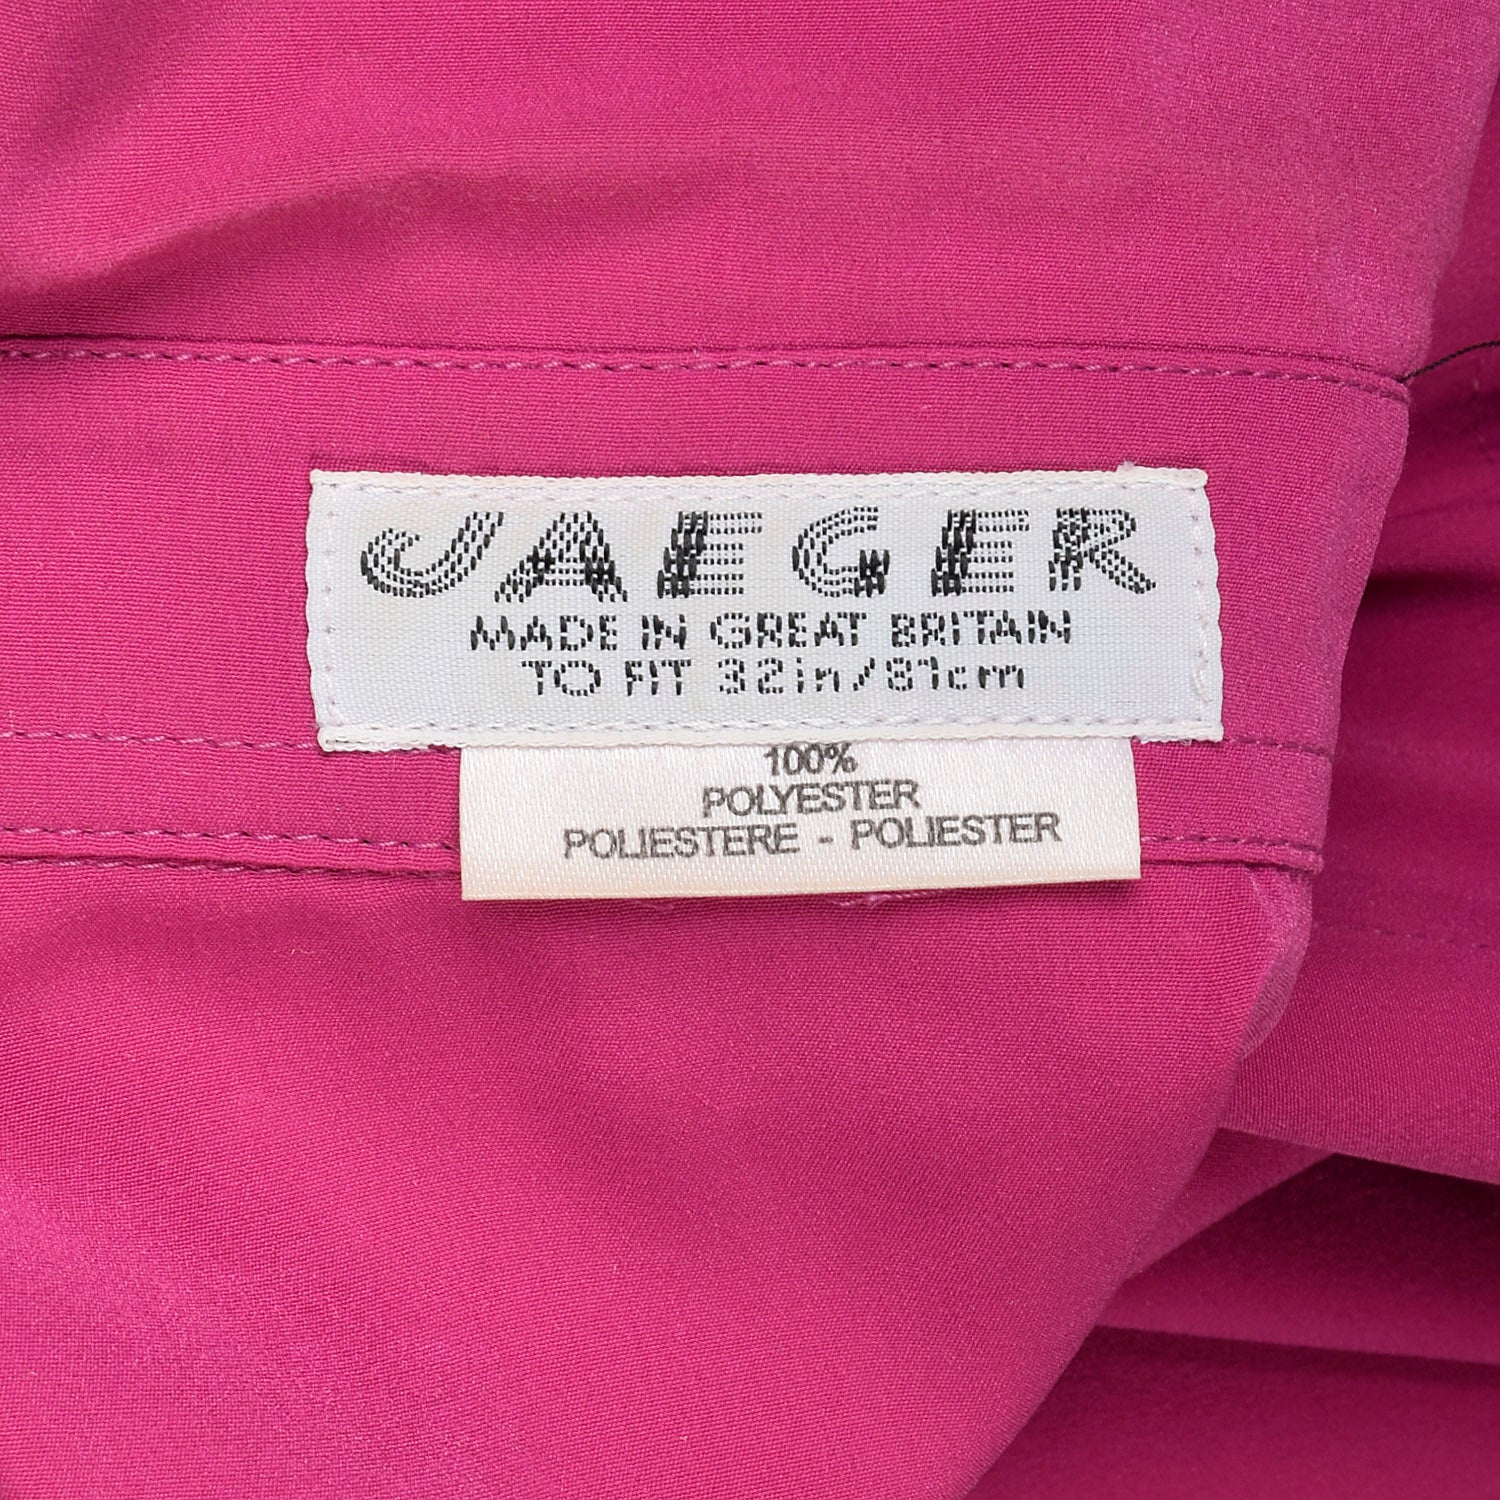 JAEGER
MADE IN GREAT BRITAIN
TO FIT 32in/81cm
100%
POLYESTER
POLIESTERE - POLIESTER